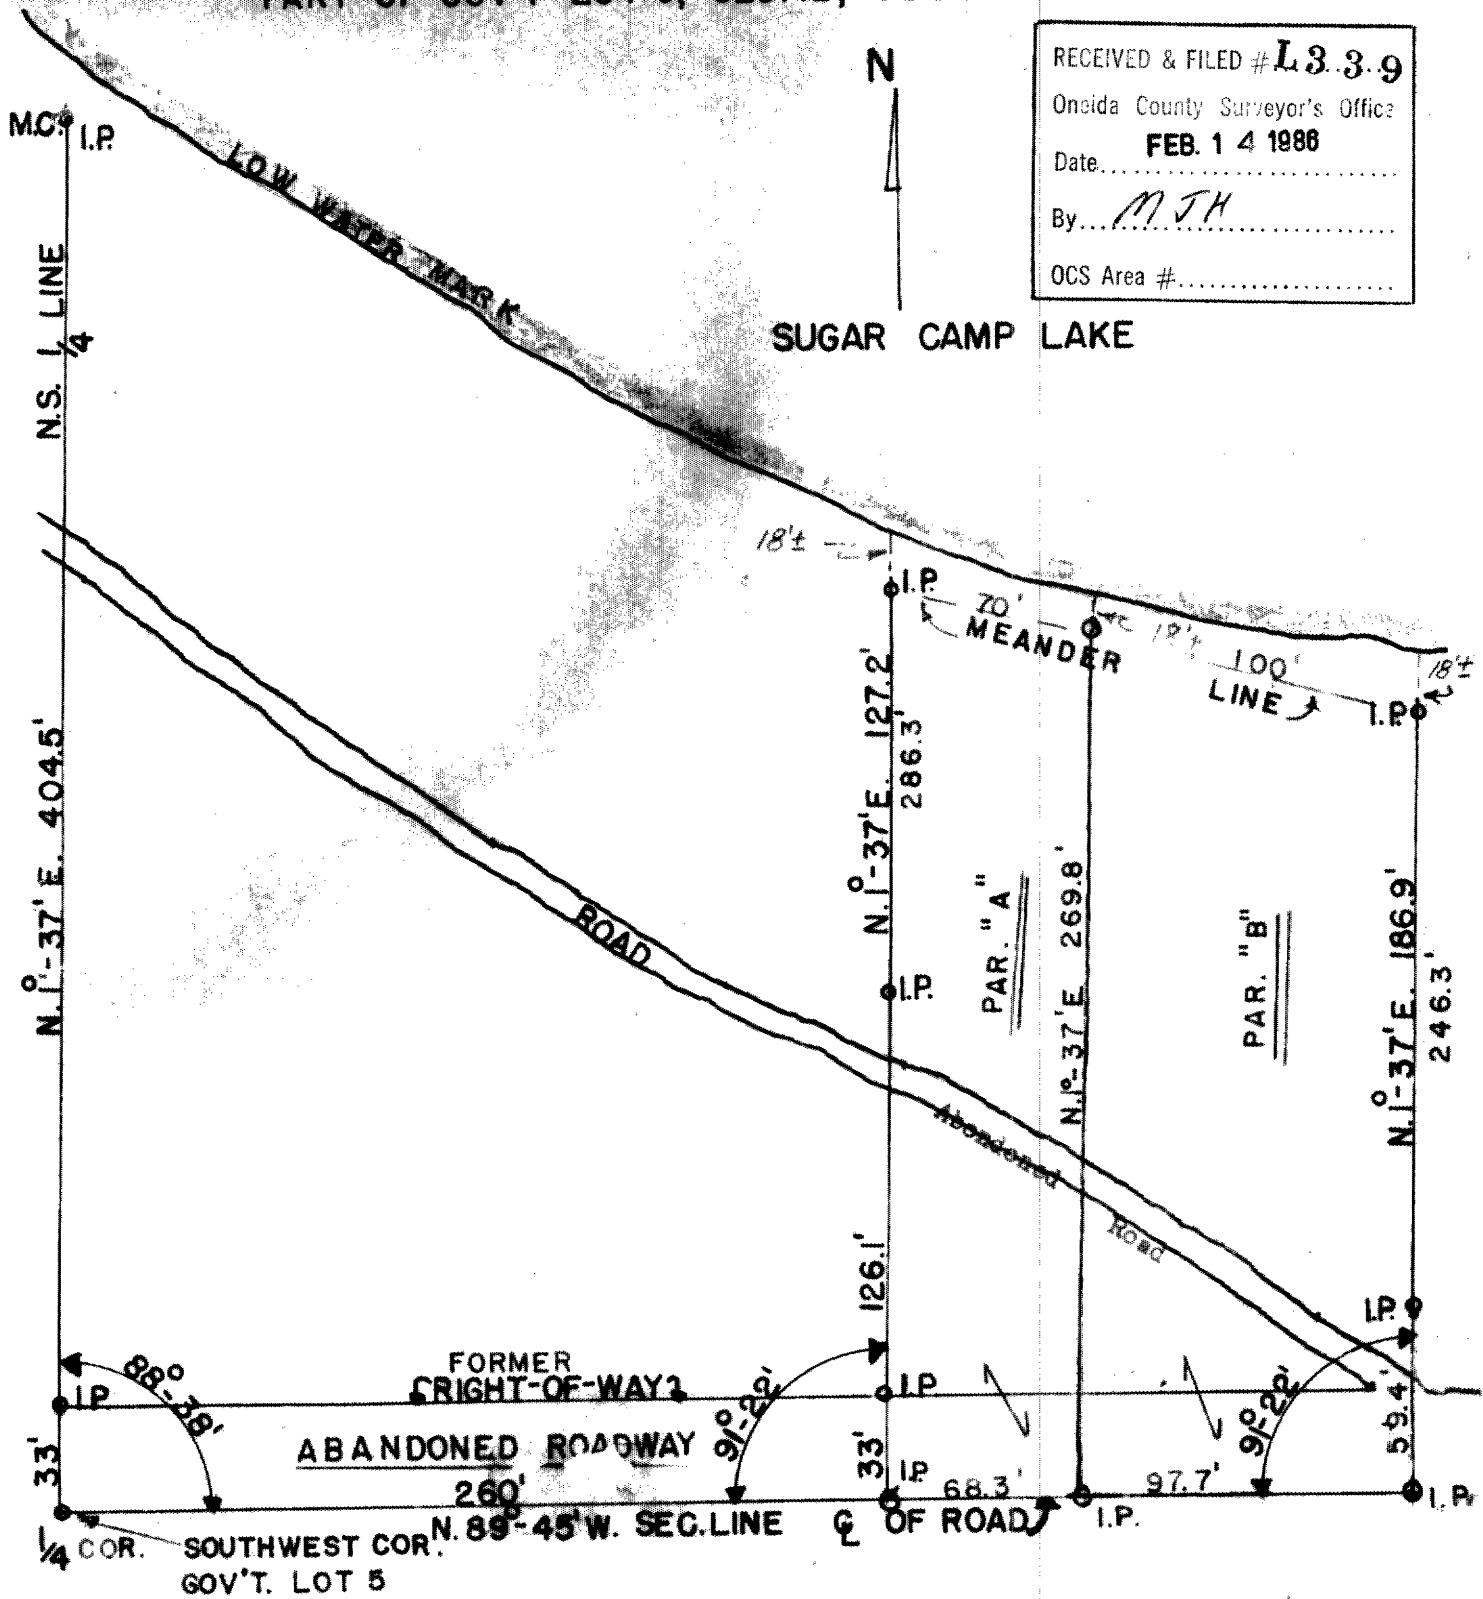 RECEIVED & FILED # L 3.3.9
Oneida County Surveyor's Office
Date FEB. 14 1986
By MJH
OCS Area #
N
M.C. I.P.
LOW WATER MARK
SUGAR CAMP LAKE
N.S. 1/4 LINE
18'±
I.P.
70'
MEANDER
18'±
100'
LINE
18'±
I.P.
N.1°-37'E. 404.5'
N.1°-37'E. 127.2'
286.3'
PAR. "A"
N.1°-37'E 269.8'
PAR. "B"
N.1°-37'E. 186.9'
246.3'
ROAD
I.P.
Abandoned
Road
126.1'
I.P.
88°-38'
FORMER
RIGHT-OF-WAY
91°-22'
I.P.
I.P.
91°-22'
59.4'
33'
ABANDONED ROADWAY
33'
I.P.
260'
68.3'
97.7'
I.P.
N. 89°-45'W. SEC. LINE
℄ OF ROAD
I.P.
1/4 COR.
SOUTHWEST COR.
GOV'T. LOT 5